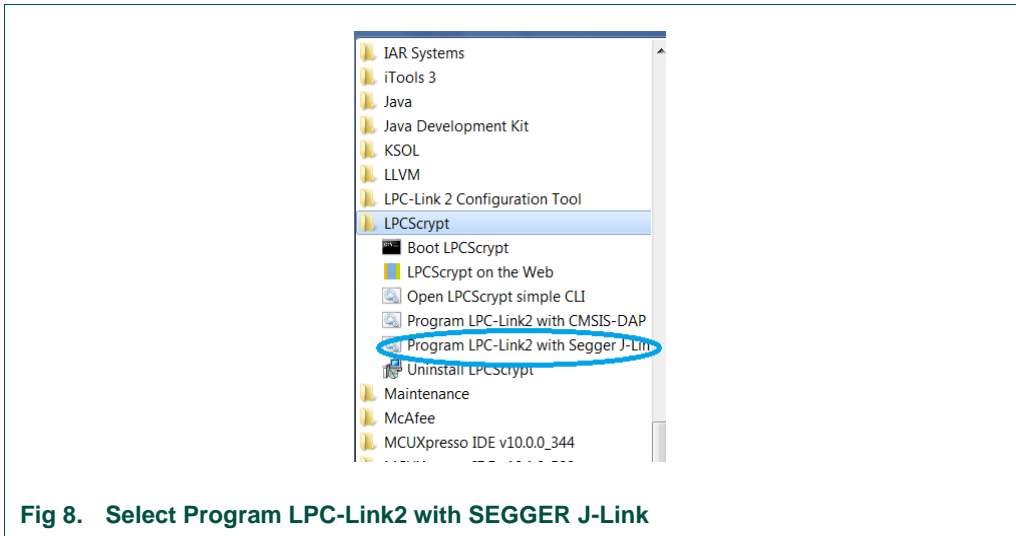 IAR Systems
iTools 3
Java
Java Development Kit
KSOL
LLVM
LPC-Link 2 Configuration Tool
LPCScrypt
Boot LPCScrypt
LPCScrypt on the Web
Open LPCScrypt simple CLI
Program LPC-Link2 with CMSIS-DAP
Program LPC-Link2 with Segger J-Lin
Uninstall LPCScrypt
Maintenance
McAfee
MCUXpresso IDE v10.0.0_344
Fig 8. Select Program LPC-Link2 with SEGGER J-Link